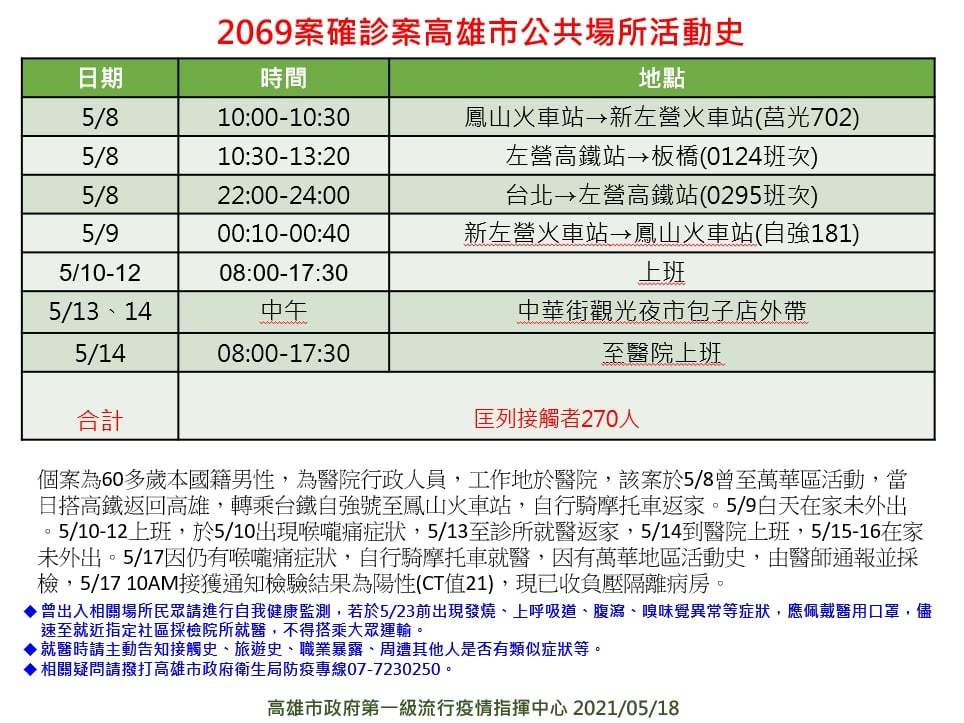 2069案確診案高雄市公共場所活動史
日期 時間 地點
5/8 10:00-10:30 鳳山火車站→新左營火車站(莒光702)
5/8 10:30-13:20 左營高鐵站→板橋(0124班次)
5/8 22:00-24:00 台北→左營高鐵站(0295班次)
5/9 00:10-00:40 新左營火車站→鳳山火車站(自強181)
5/10-12 08:00-17:30 上班
5/13、14 中午 中華街觀光夜市包子店外帶
5/14 08:00-17:30 至醫院上班
合計 匡列接觸者270人
個案為60多歲本國籍男性，為醫院行政人員，工作地於醫院，該案於5/8曾至萬華區活動，當
日搭高鐵返回高雄，轉乘台鐵自強號至鳳山火車站，自行騎摩托車返家。5/9白天在家未外出
。5/10-12上班，於5/10出現喉嚨痛症狀，5/13至診所就醫返家，5/14到醫院上班，5/15-16在家
未外出。5/17因仍有喉嚨痛症狀，自行騎摩托車就醫，因有萬華地區活動史，由醫師通報並採
檢，5/17 10AM接獲通知檢驗結果為陽性(CT值21)，現已收負壓隔離病房。
◆曾出入相關場所民眾請進行自我健康監測，若於5/23前出現發燒、上呼吸道、腹瀉、嗅味覺異常等症狀，應佩戴醫用口罩，儘
速至就近指定社區採檢院所就醫，不得搭乘大眾運輸。
◆就醫時請主動告知接觸史、旅遊史、職業暴露、周遭其他人是否有類似症狀等。
◆相關疑問請撥打高雄市政府衛生局防疫專線07-7230250。
高雄市政府第一級流行疫情指揮中心 2021/05/18